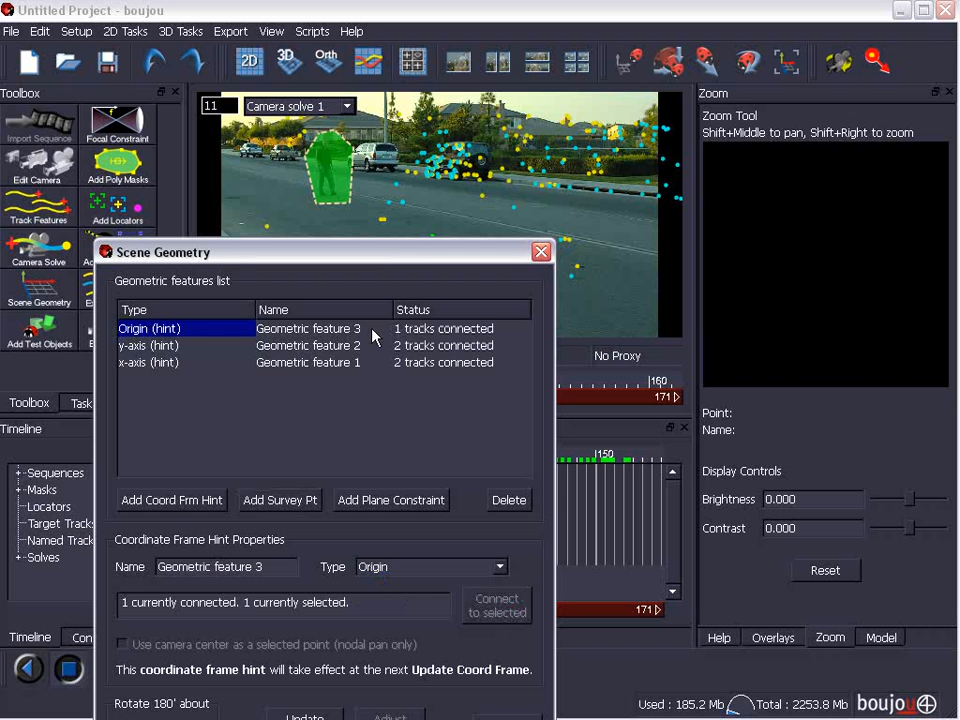 Untitled Project - boujou
File Edit Setup 2D Tasks 3D Tasks Export View Scripts Help
2D 3D Orth
Toolbox
Import Sequence Focal Constraint
Edit Camera Add Poly Masks
Track Features Add Locators
Camera Solve
Scene Geometry
Add Test Objects
Toolbox Task
11 Camera solve 1
No Proxy
160
171
Zoom
Zoom Tool
Shift+Middle to pan, Shift+Right to zoom
Point:
Name:
Display Controls
Brightness 0.000
Contrast 0.000
Reset
Help Overlays Zoom Model
Timeline
Sequences
Masks
Locators
Target Track
Named Track
Solves
150
171
Timeline Con
Scene Geometry
Geometric features list
Type Name Status
Origin (hint) Geometric feature 3 1 tracks connected
y-axis (hint) Geometric feature 2 2 tracks connected
x-axis (hint) Geometric feature 1 2 tracks connected
Add Coord Frm Hint Add Survey Pt Add Plane Constraint Delete
Coordinate Frame Hint Properties
Name Geometric feature 3 Type Origin
1 currently connected. 1 currently selected.
Connect to selected
Use camera center as a selected point (nodal pan only)
This coordinate frame hint will take effect at the next Update Coord Frame.
Rotate 180' about
Update Adjust
Used : 185.2 Mb Total : 2253.8 Mb boujou 4